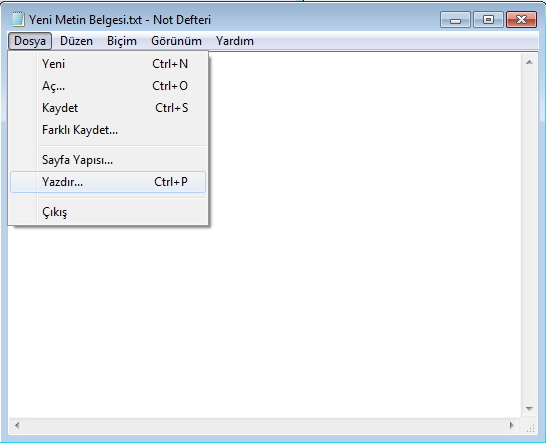 Yeni Metin Belgesi.txt - Not Defteri
Dosya Düzen Biçim Görünüm Yardım
Yeni Ctrl+N
Aç... Ctrl+O
Kaydet Ctrl+S
Farklı Kaydet...
Sayfa Yapısı...
Yazdır... Ctrl+P
Çıkış